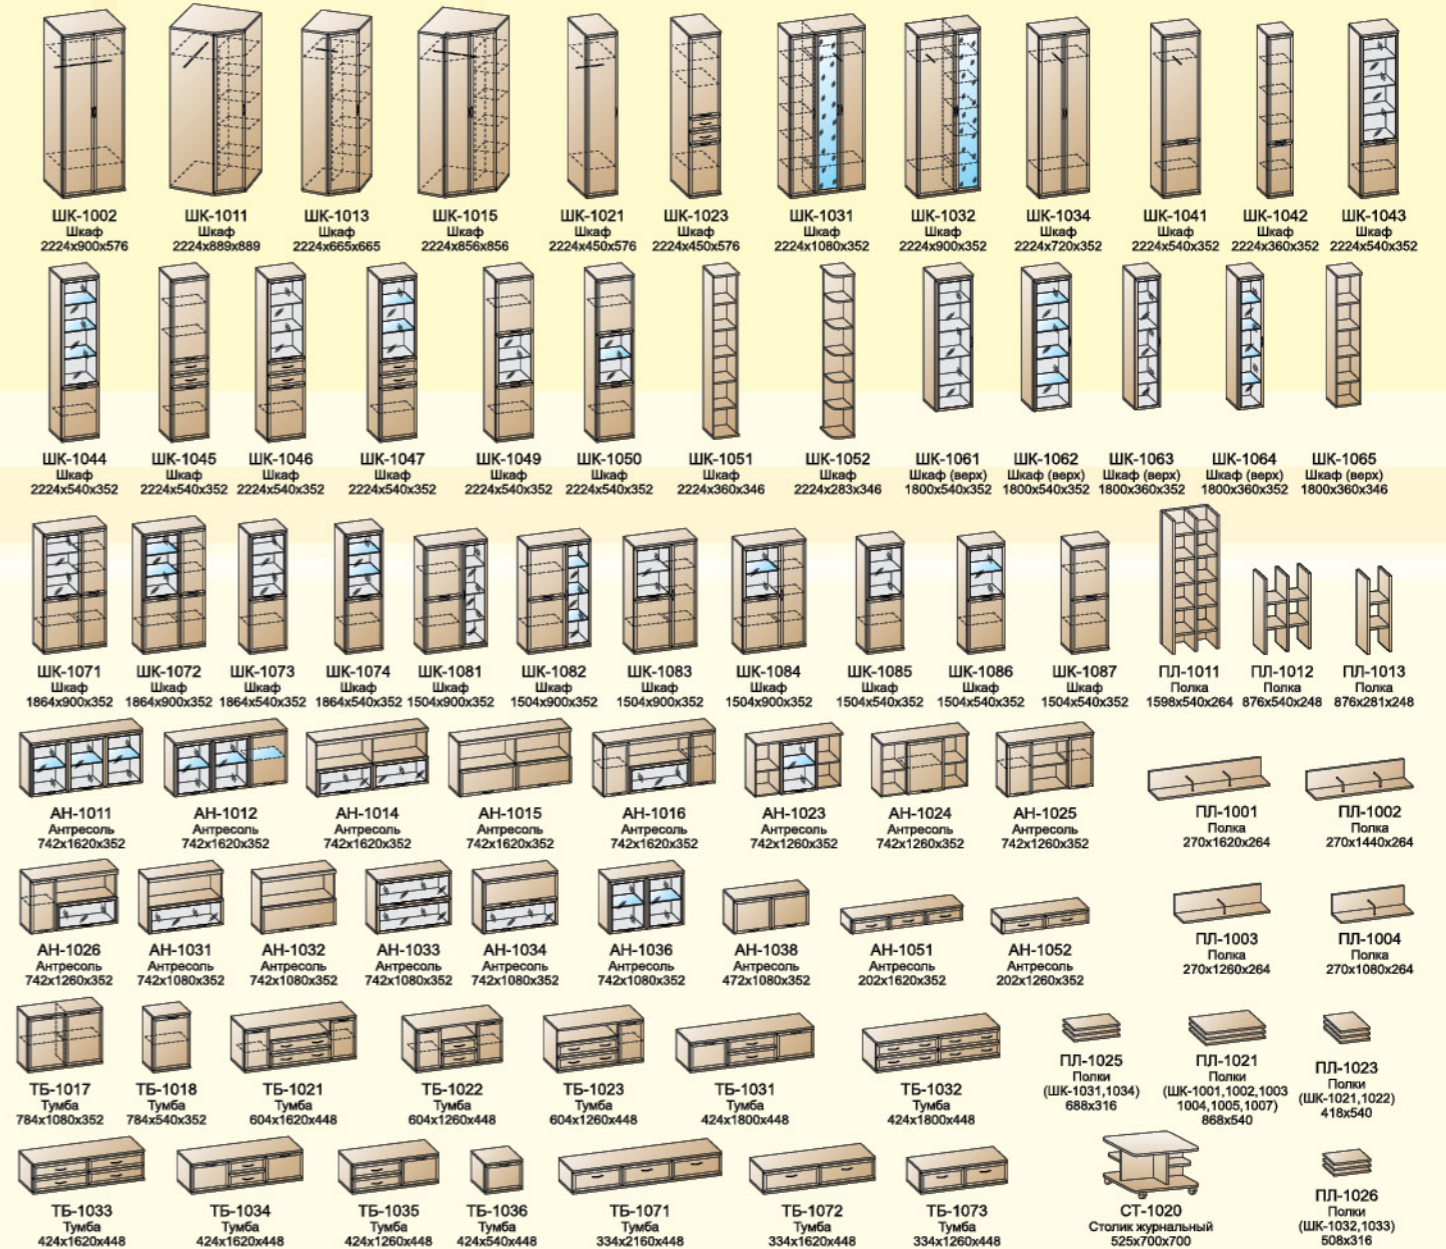 ШК-1002
Шкаф
2224x900x576
ШК-1011
Шкаф
2224x889x889
ШК-1013
Шкаф
2224x665x665
ШК-1015
Шкаф
2224x856x856
ШК-1021
Шкаф
2224x450x576
ШК-1023
Шкаф
2224x450x576
ШК-1031
Шкаф
2224x1080x352
ШК-1032
Шкаф
2224x900x352
ШК-1034
Шкаф
2224x720x352
ШК-1041
Шкаф
2224x540x352
ШК-1042
Шкаф
2224x360x352
ШК-1043
Шкаф
2224x540x352
ШК-1044
Шкаф
2224x540x352
ШК-1045
Шкаф
2224x540x352
ШК-1046
Шкаф
2224x540x352
ШК-1047
Шкаф
2224x540x352
ШК-1049
Шкаф
2224x540x352
ШК-1050
Шкаф
2224x540x352
ШК-1051
Шкаф
2224x360x346
ШК-1052
Шкаф
2224x283x346
ШК-1061
Шкаф (верх)
1800x540x352
ШК-1062
Шкаф (верх)
1800x540x352
ШК-1063
Шкаф (верх)
1800x360x352
ШК-1064
Шкаф (верх)
1800x360x352
ШК-1065
Шкаф (верх)
1800x360x346
ШК-1071
Шкаф
1864x900x352
ШК-1072
Шкаф
1864x900x352
ШК-1073
Шкаф
1864x540x352
ШК-1074
Шкаф
1864x540x352
ШК-1081
Шкаф
1504x900x352
ШК-1082
Шкаф
1504x900x352
ШК-1083
Шкаф
1504x900x352
ШК-1084
Шкаф
1504x900x352
ШК-1085
Шкаф
1504x540x352
ШК-1086
Шкаф
1504x540x352
ШК-1087
Шкаф
1504x540x352
ПЛ-1011
Полка
1598x540x264
ПЛ-1012
Полка
876x540x248
ПЛ-1013
Полка
876x281x248
АН-1011
Антресоль
742x1620x352
АН-1012
Антресоль
742x1620x352
АН-1014
Антресоль
742x1620x352
АН-1015
Антресоль
742x1620x352
АН-1016
Антресоль
742x1620x352
АН-1023
Антресоль
742x1260x352
АН-1024
Антресоль
742x1260x352
АН-1025
Антресоль
742x1260x352
ПЛ-1001
Полка
270x1620x264
ПЛ-1002
Полка
270x1440x264
АН-1026
Антресоль
742x1260x352
АН-1031
Антресоль
742x1080x352
АН-1032
Антресоль
742x1080x352
АН-1033
Антресоль
742x1080x352
АН-1034
Антресоль
742x1080x352
АН-1036
Антресоль
742x1080x352
АН-1038
Антресоль
472x1080x352
АН-1051
Антресоль
202x1620x352
АН-1052
Антресоль
202x1260x352
ПЛ-1003
Полка
270x1260x264
ПЛ-1004
Полка
270x1080x264
ТБ-1017
Тумба
784x1080x352
ТБ-1018
Тумба
784x540x352
ТБ-1021
Тумба
604x1620x448
ТБ-1022
Тумба
604x1260x448
ТБ-1023
Тумба
604x1260x448
ТБ-1031
Тумба
424x1800x448
ТБ-1032
Тумба
424x1800x448
ПЛ-1025
Полки
(ШК-1031,1034)
688x316
ПЛ-1021
Полки
(ШК-1001,1002,1003
1004,1005,1007)
868x540
ПЛ-1023
Полки
(ШК-1021,1022)
418x540
ТБ-1033
Тумба
424x1620x448
ТБ-1034
Тумба
424x1620x448
ТБ-1035
Тумба
424x1260x448
ТБ-1036
Тумба
424x540x448
ТБ-1071
Тумба
334x2160x448
ТБ-1072
Тумба
334x1620x448
ТБ-1073
Тумба
334x1260x448
СТ-1020
Столик журнальный
525x700x700
ПЛ-1026
Полки
(ШК-1032,1033)
508x316